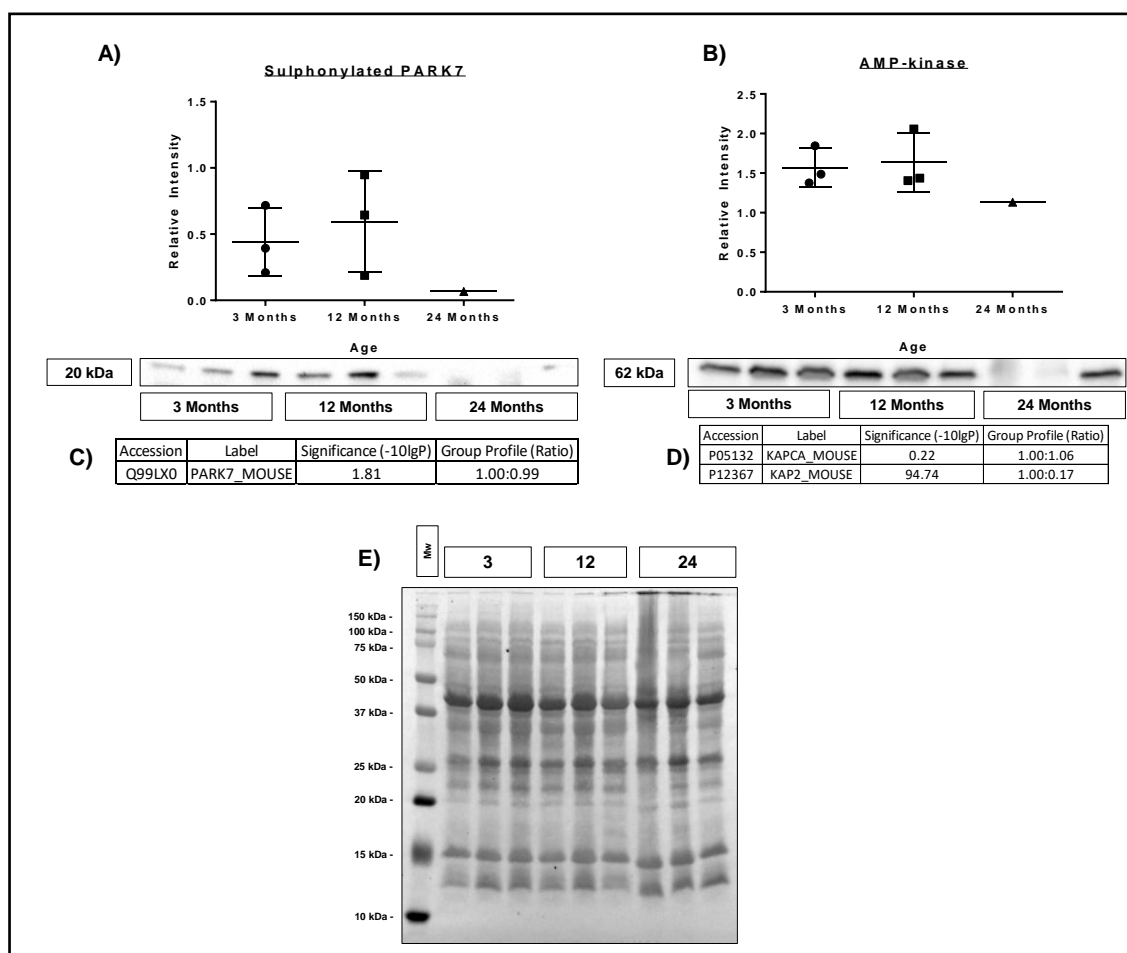 A)
Sulphonylated PARK7
Relative Intensity
1.5
1.0
0.5
0.0
3 Months 12 Months 24 Months
Age
20 kDa
3 Months 12 Months 24 Months
B)
AMP-kinase
Relative Intensity
2.5
2.0
1.5
1.0
0.5
0.0
3 Months 12 Months 24 Months
Age
62 kDa
3 Months 12 Months 24 Months
C)
Accession Label Significance (-10lgP) Group Profile (Ratio)
Q99LX0 PARK7_MOUSE 1.81 1.00:0.99
D)
Accession Label Significance (-10lgP) Group Profile (Ratio)
P05132 KAPCA_MOUSE 0.22 1.00:1.06
P12367 KAP2_MOUSE 94.74 1.00:0.17
E)
Mw 3 12 24
150 kDa -
100 kDa -
75 kDa -
50 kDa -
37 kDa -
25 kDa -
20 kDa -
15 kDa -
10 kDa -